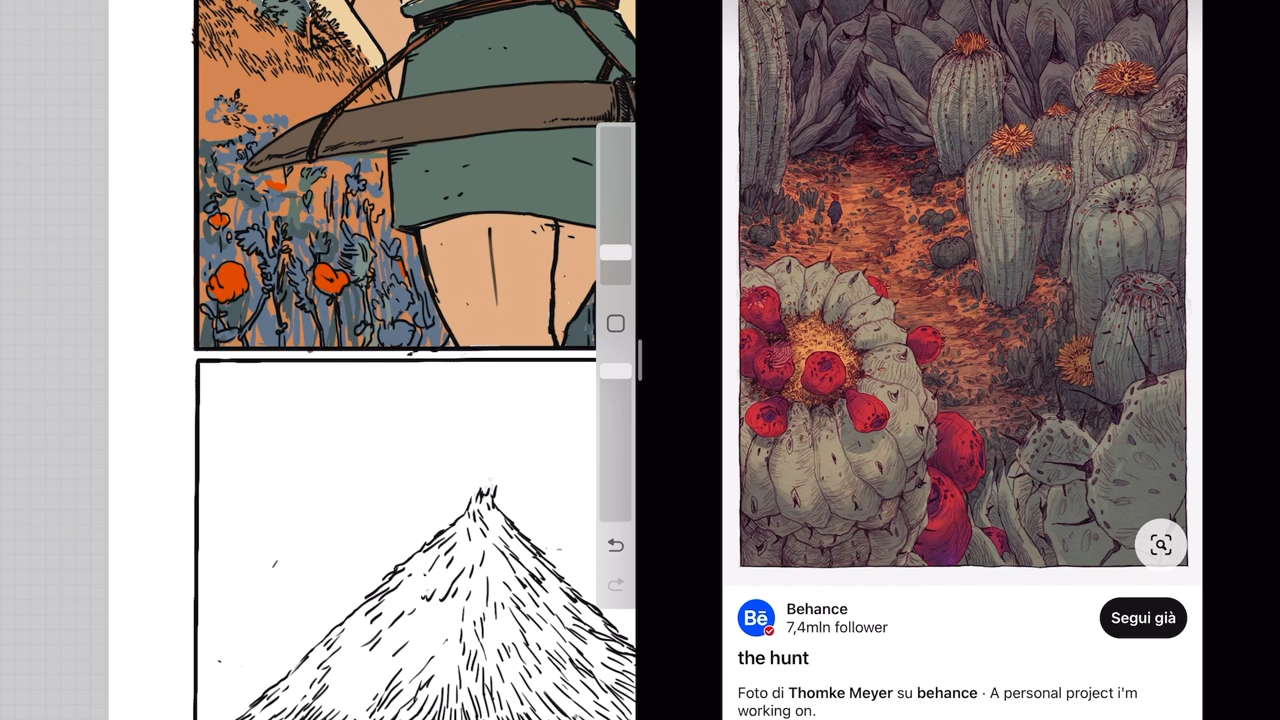 Bē
Behance
7,4mln follower
Segui già
the hunt
Foto di Thomke Meyer su behance · A personal project i'm
working on.